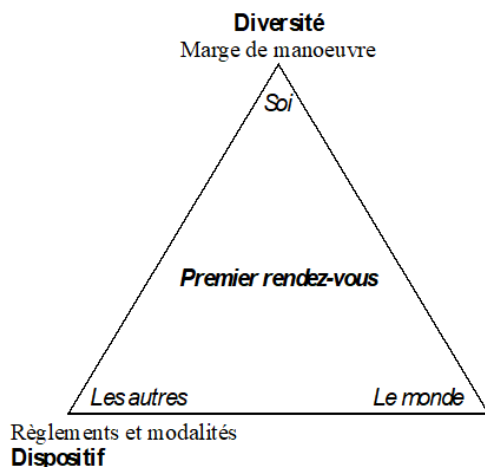 Diversité
Marge de manoeuvre
Soi
Premier rendez-vous
Les autres
Le monde
Règlements et modalités
Dispositif